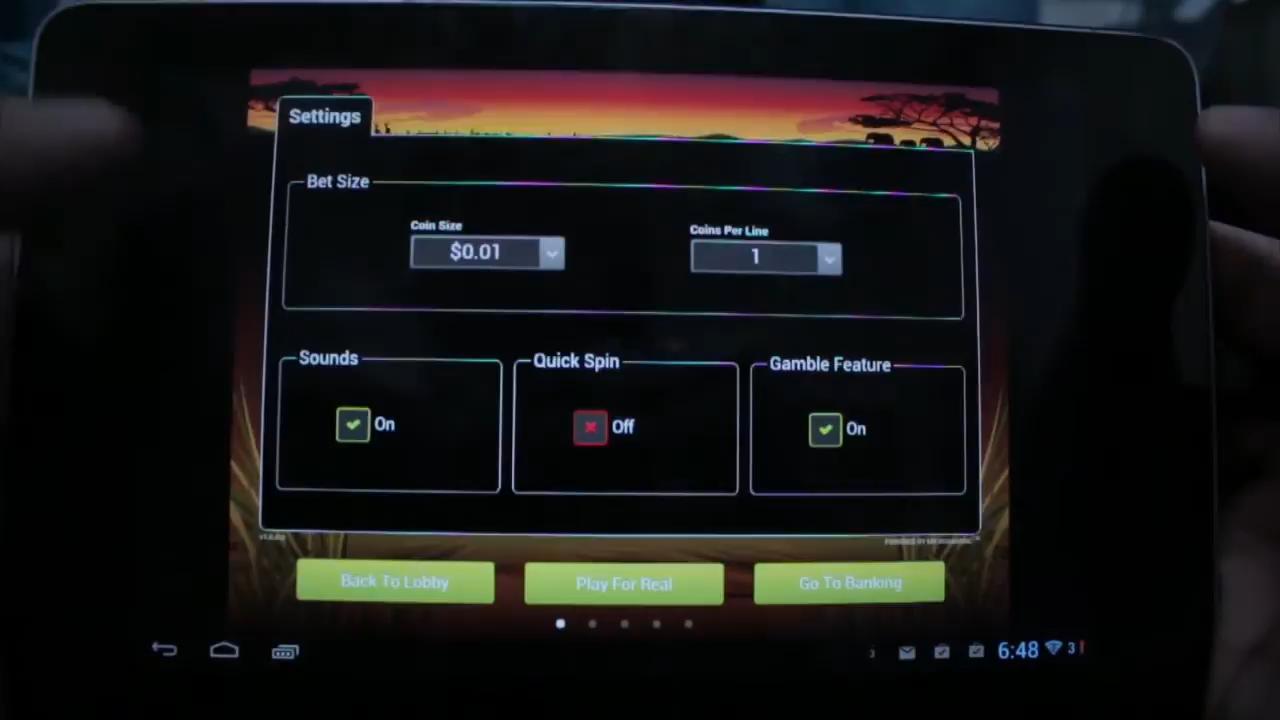 Settings
Bet Size
Coin Size
Coins Per Line
$0.01
1
Sounds
Quick Spin
Gamble Feature
On
Off
On
Back To Lobby
Play For Real
Go To Banking
6:48
3